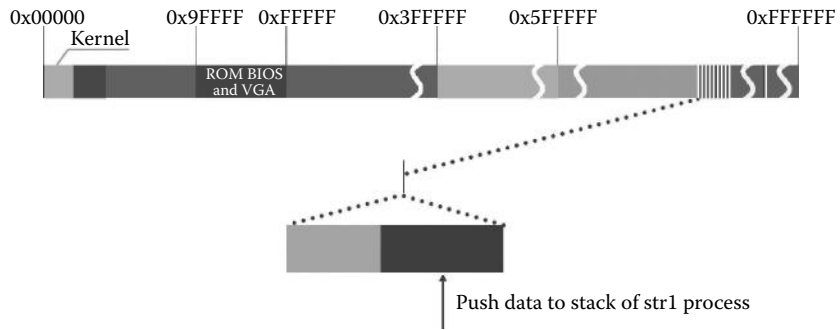 0x00000 0x9FFFF 0xFFFFF 0x3FFFFF 0x5FFFFF 0xFFFFFF
Kernel
ROM BIOS
and VGA
Push data to stack of str1 process